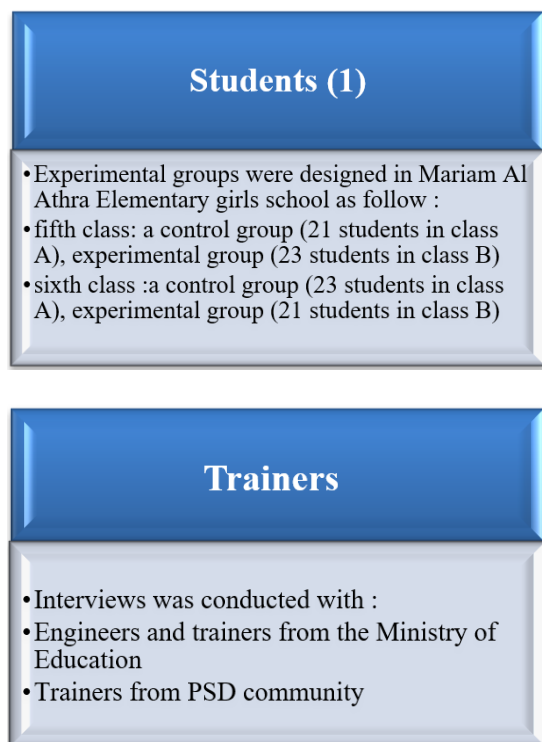 Students (1)
•Experimental groups were designed in Mariam Al
Athra Elementary girls school as follow :
•fifth class: a control group (21 students in class
A), experimental group (23 students in class B)
•sixth class :a control group (23 students in class
A), experimental group (21 students in class B)
Trainers
•Interviews was conducted with :
•Engineers and trainers from the Ministry of
Education
•Trainers from PSD community